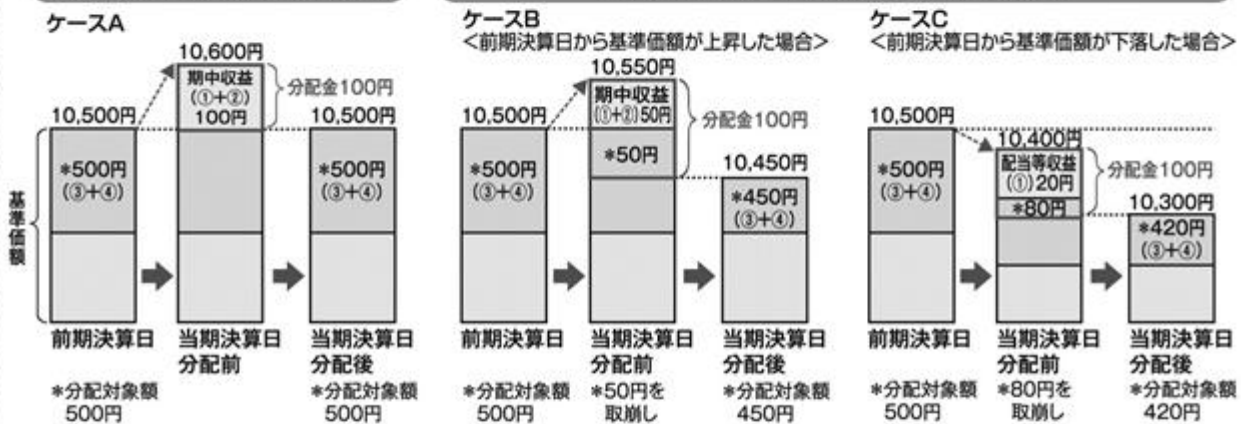 ケースA
10,600円
期中収益
(①+②)
100円
分配金100円
10,500円
10,500円
*500円
(③+④)
*500円
(③+④)
基準価額
前期決算日
当期決算日
分配前
当期決算日
分配後
*分配対象額
500円
*分配対象額
500円
ケースB
<前期決算日から基準価額が上昇した場合>
10,550円
期中収益
(①+②)50円
分配金100円
10,500円
*500円
(③+④)
*50円
10,450円
*450円
(③+④)
前期決算日
当期決算日
分配前
当期決算日
分配後
*分配対象額
500円
*50円を
取崩し
*分配対象額
450円
ケースC
<前期決算日から基準価額が下落した場合>
10,500円
10,400円
配当等収益
(①)20円
分配金100円
*500円
(③+④)
*80円
10,300円
*420円
(③+④)
前期決算日
当期決算日
分配前
当期決算日
分配後
*分配対象額
500円
*80円を
取崩し
*分配対象額
420円